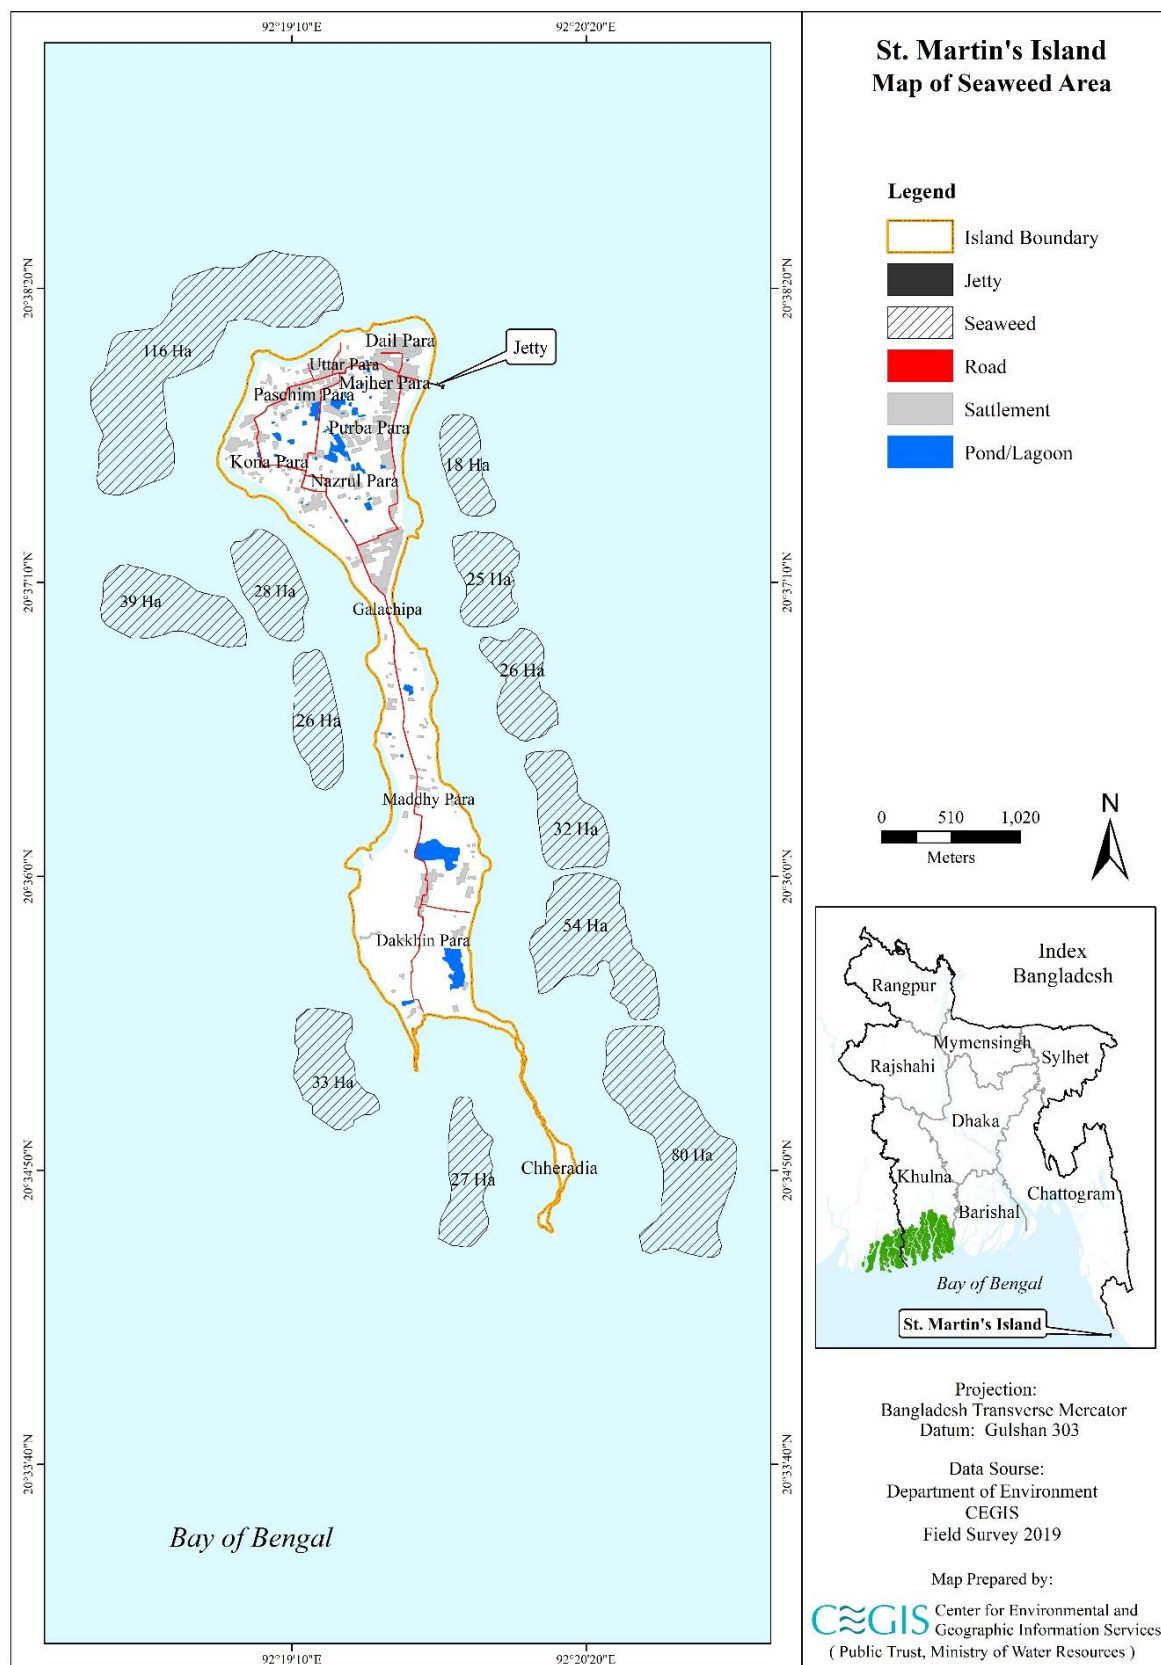 92°19'10"E
92°20'20"E
St. Martin's Island
Map of Seaweed Area
Legend
Island Boundary
Jetty
Seaweed
Road
Sattlement
Pond/Lagoon
20°38'20"N
20°38'20"N
116 Ha
Dail Para
Jetty
Uttar Para
Majher Para
Paschim Para
Purba Para
Kona Para
Nazrul Para
18 Ha
20°37'10"N
20°37'10"N
39 Ha
28 Ha
25 Ha
Galachipa
26 Ha
26 Ha
Maddhy Para
32 Ha
20°36'0"N
20°36'0"N
54 Ha
Dakkhin Para
33 Ha
80 Ha
27 Ha
Chheradia
20°34'50"N
20°34'50"N
20°33'40"N
20°33'40"N
Bay of Bengal
92°19'10"E
92°20'20"E
0 510 1,020
Meters
N
Index
Bangladesh
Rangpur
Mymensingh
Sylhet
Rajshahi
Dhaka
Khulna
Chattogram
Barishal
Bay of Bengal
St. Martin's Island
Projection:
Bangladesh Transverse Mercator
Datum: Gulshan 303
Data Sourse:
Department of Environment
CEGIS
Field Survey 2019
Map Prepared by:
CEGIS Center for Environmental and
Geographic Information Services
( Public Trust, Ministry of Water Resources )